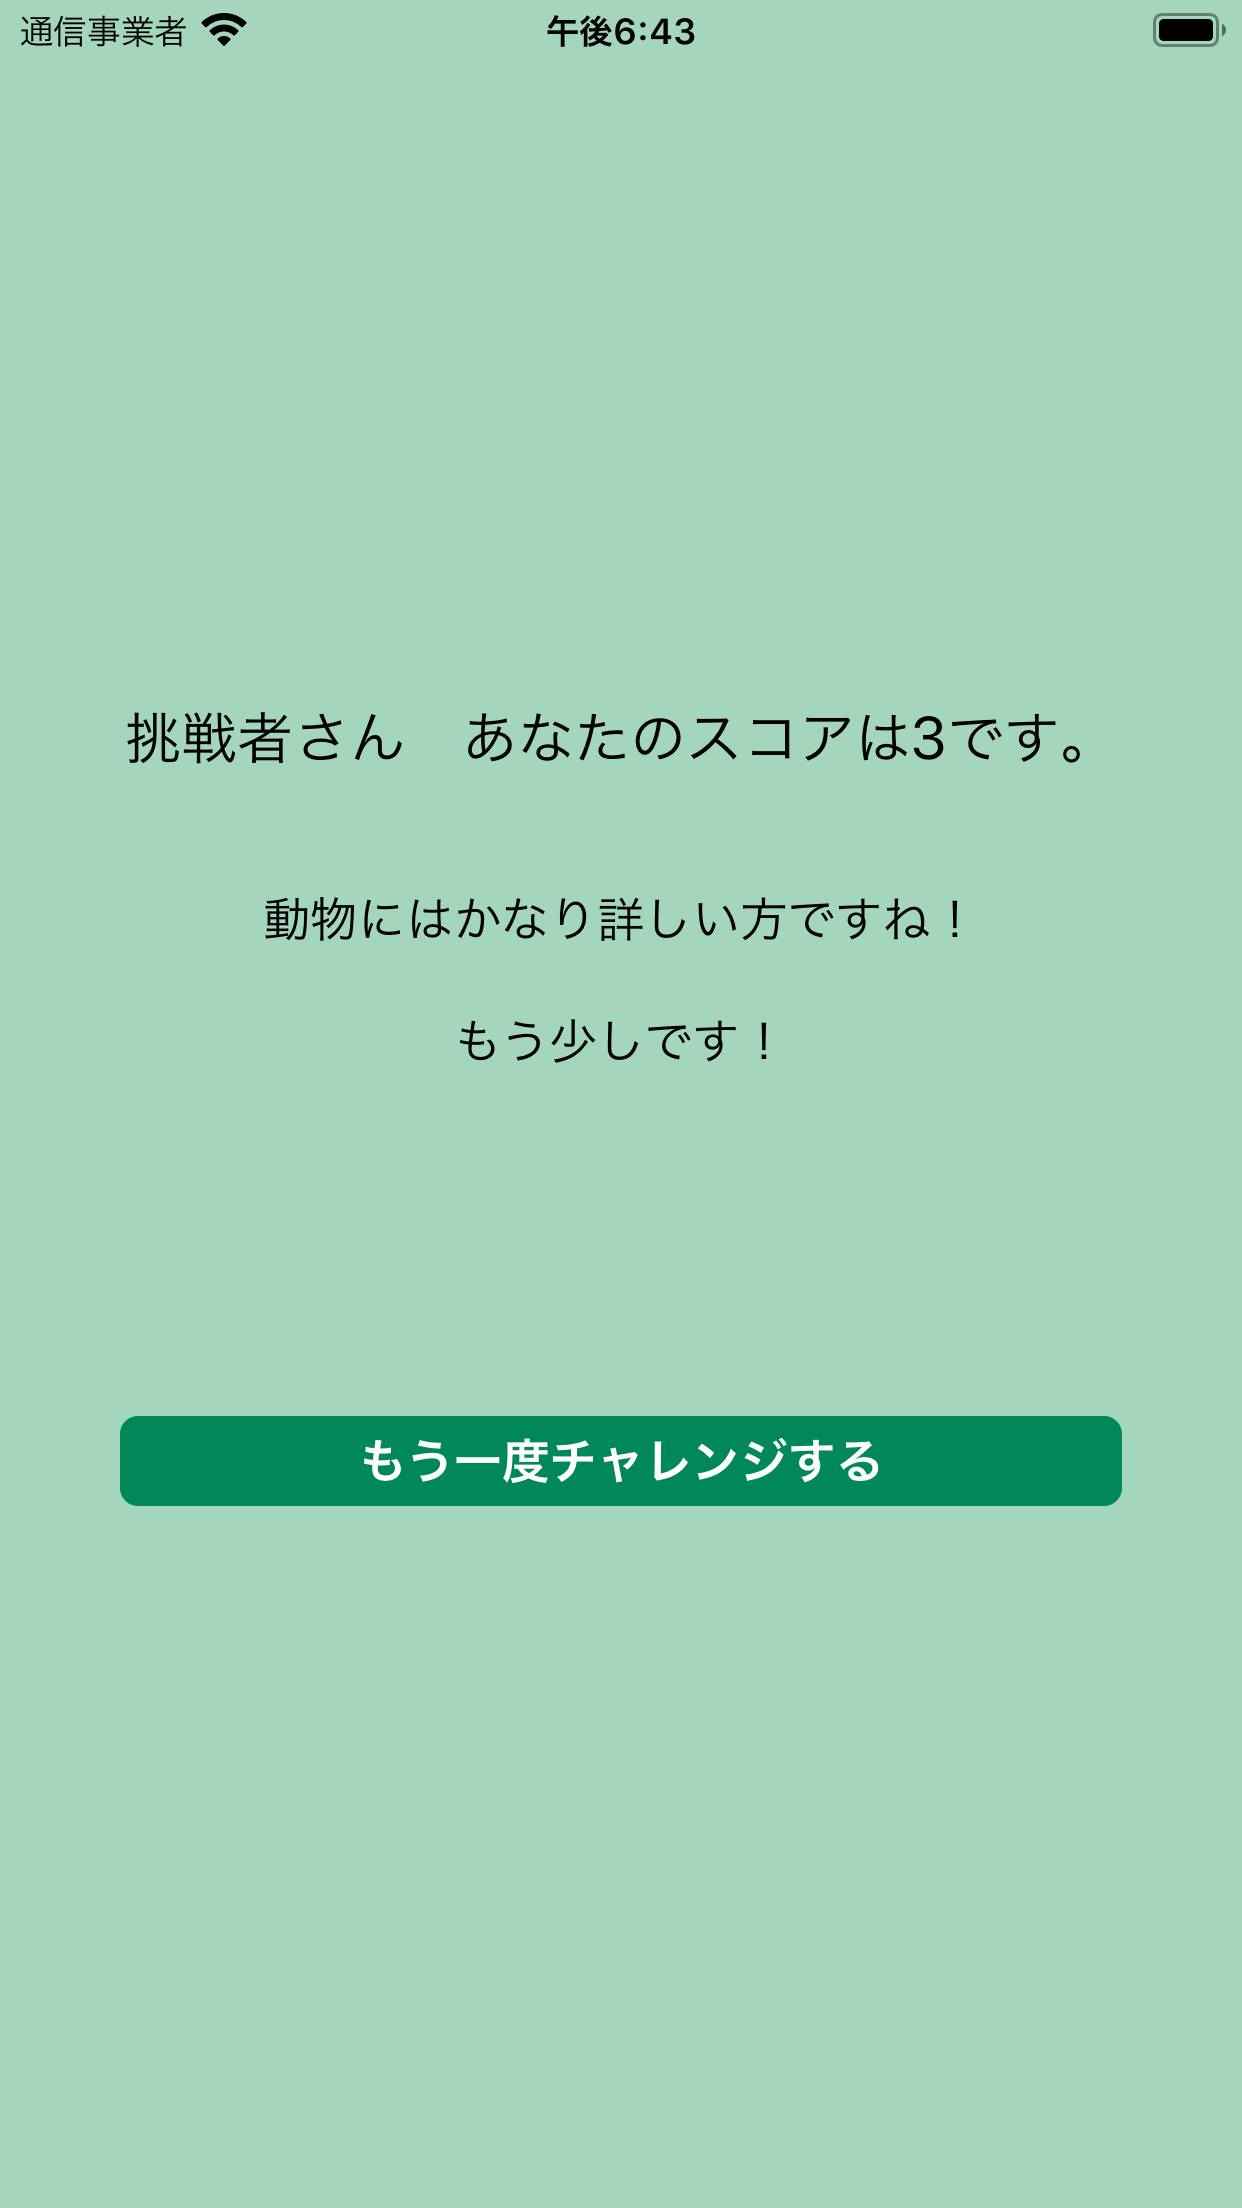 通信事業者
午後6:43
挑戦者さん　あなたのスコアは3です。
動物にはかなり詳しい方ですね！
もう少しです！
もう一度チャレンジする